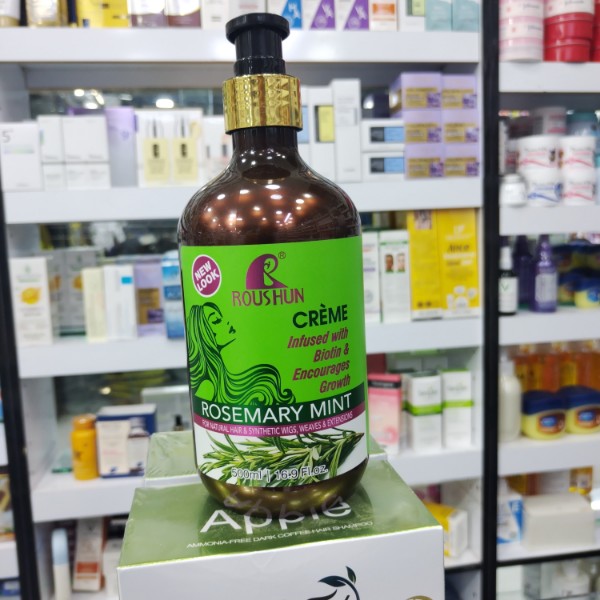 NEW
LOOK
R
®
ROUSHUN
CRÈME
Infused with
Biotin &
Encourages
Growth
ROSEMARY MINT
FOR NATURAL HAIR & SYNTHETIC WIGS, WEAVES & EXTENSIONS
500ml | 16.9 Fl.oz.
Apple
AMMONIA-FREE DARK COFFEE HAIR SHAMPOO